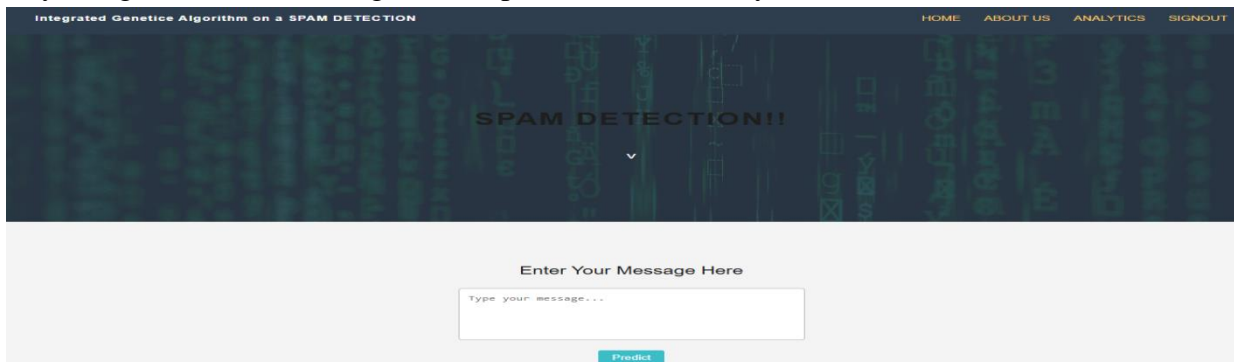 Integrated Genetice Algorithm on a SPAM DETECTION
HOME ABOUT US ANALYTICS SIGNOUT
SPAM DETECTION!!
Enter Your Message Here
Type your message...
Predict